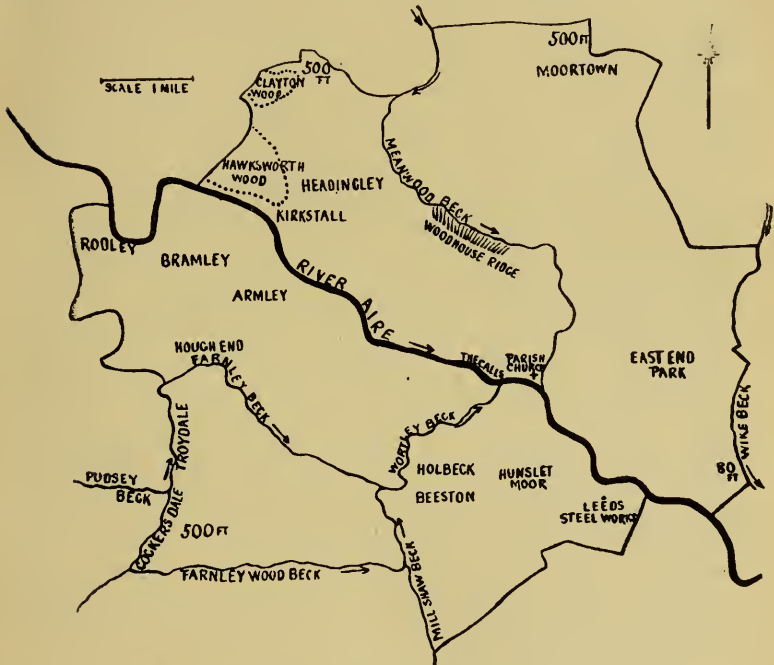 500 FT
MOORTOWN
SCALE 1 MILE
500
FT
CLAYTON
WOOD
HAWKSWORTH
WOOD
HEADINGLEY
KIRKSTALL
MEANWOOD BECK
WOODHOUSE RIDGE
RODLEY
BRAMLEY
ARMLEY
RIVER AIRE
HOUGH END
FARNLEY BECK
THE CALLS
PARISH
CHURCH
EAST END
PARK
WIKE BECK
80
FT
TROYDALE
PUDSEY
BECK
COCKERSDALE
500 FT
WORTLEY BECK
HOLBECK
BEESTON
HUNSLET
MOOR
LEEDS
STEEL WORKS
FARNLEY WOOD BECK
MILL SHAW BECK